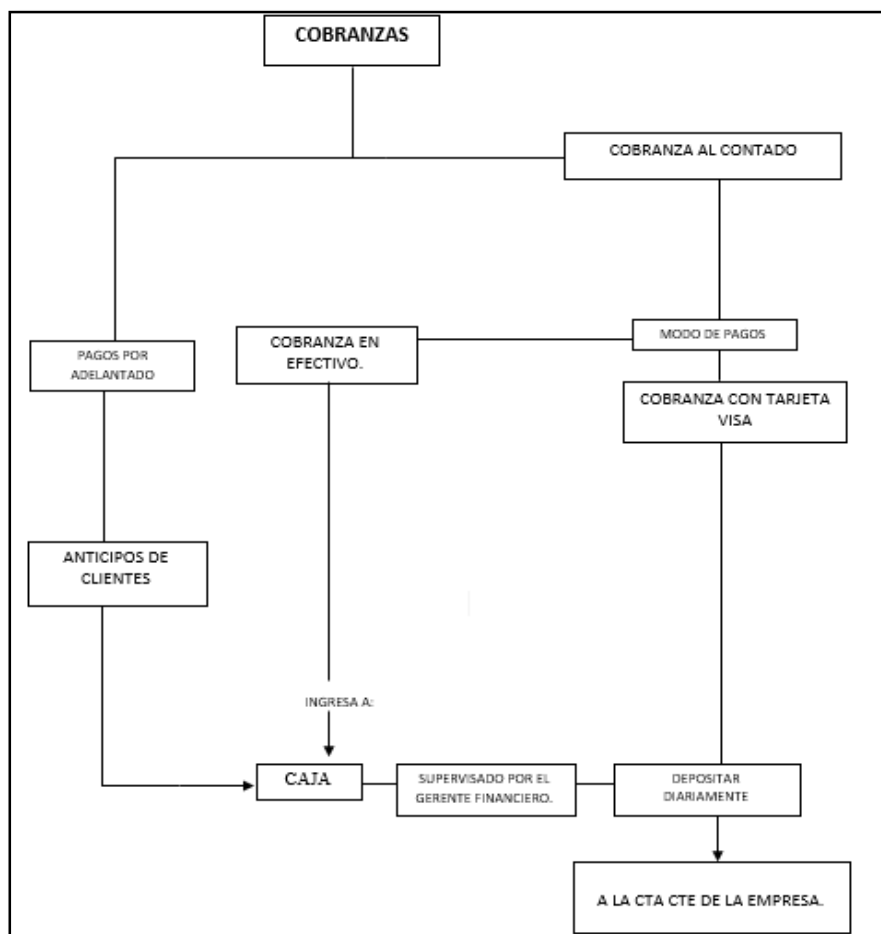 COBRANZAS
COBRANZA AL CONTADO
PAGOS POR
ADELANTADO
COBRANZA EN
EFECTIVO.
MODO DE PAGOS
COBRANZA CON TARJETA
VISA
ANTICIPOS DE
CLIENTES
INGRESA A:
CAJA
SUPERVISADO POR EL
GERENTE FINANCIERO.
DEPOSITAR
DIARIAMENTE
A LA CTA CTE DE LA EMPRESA.